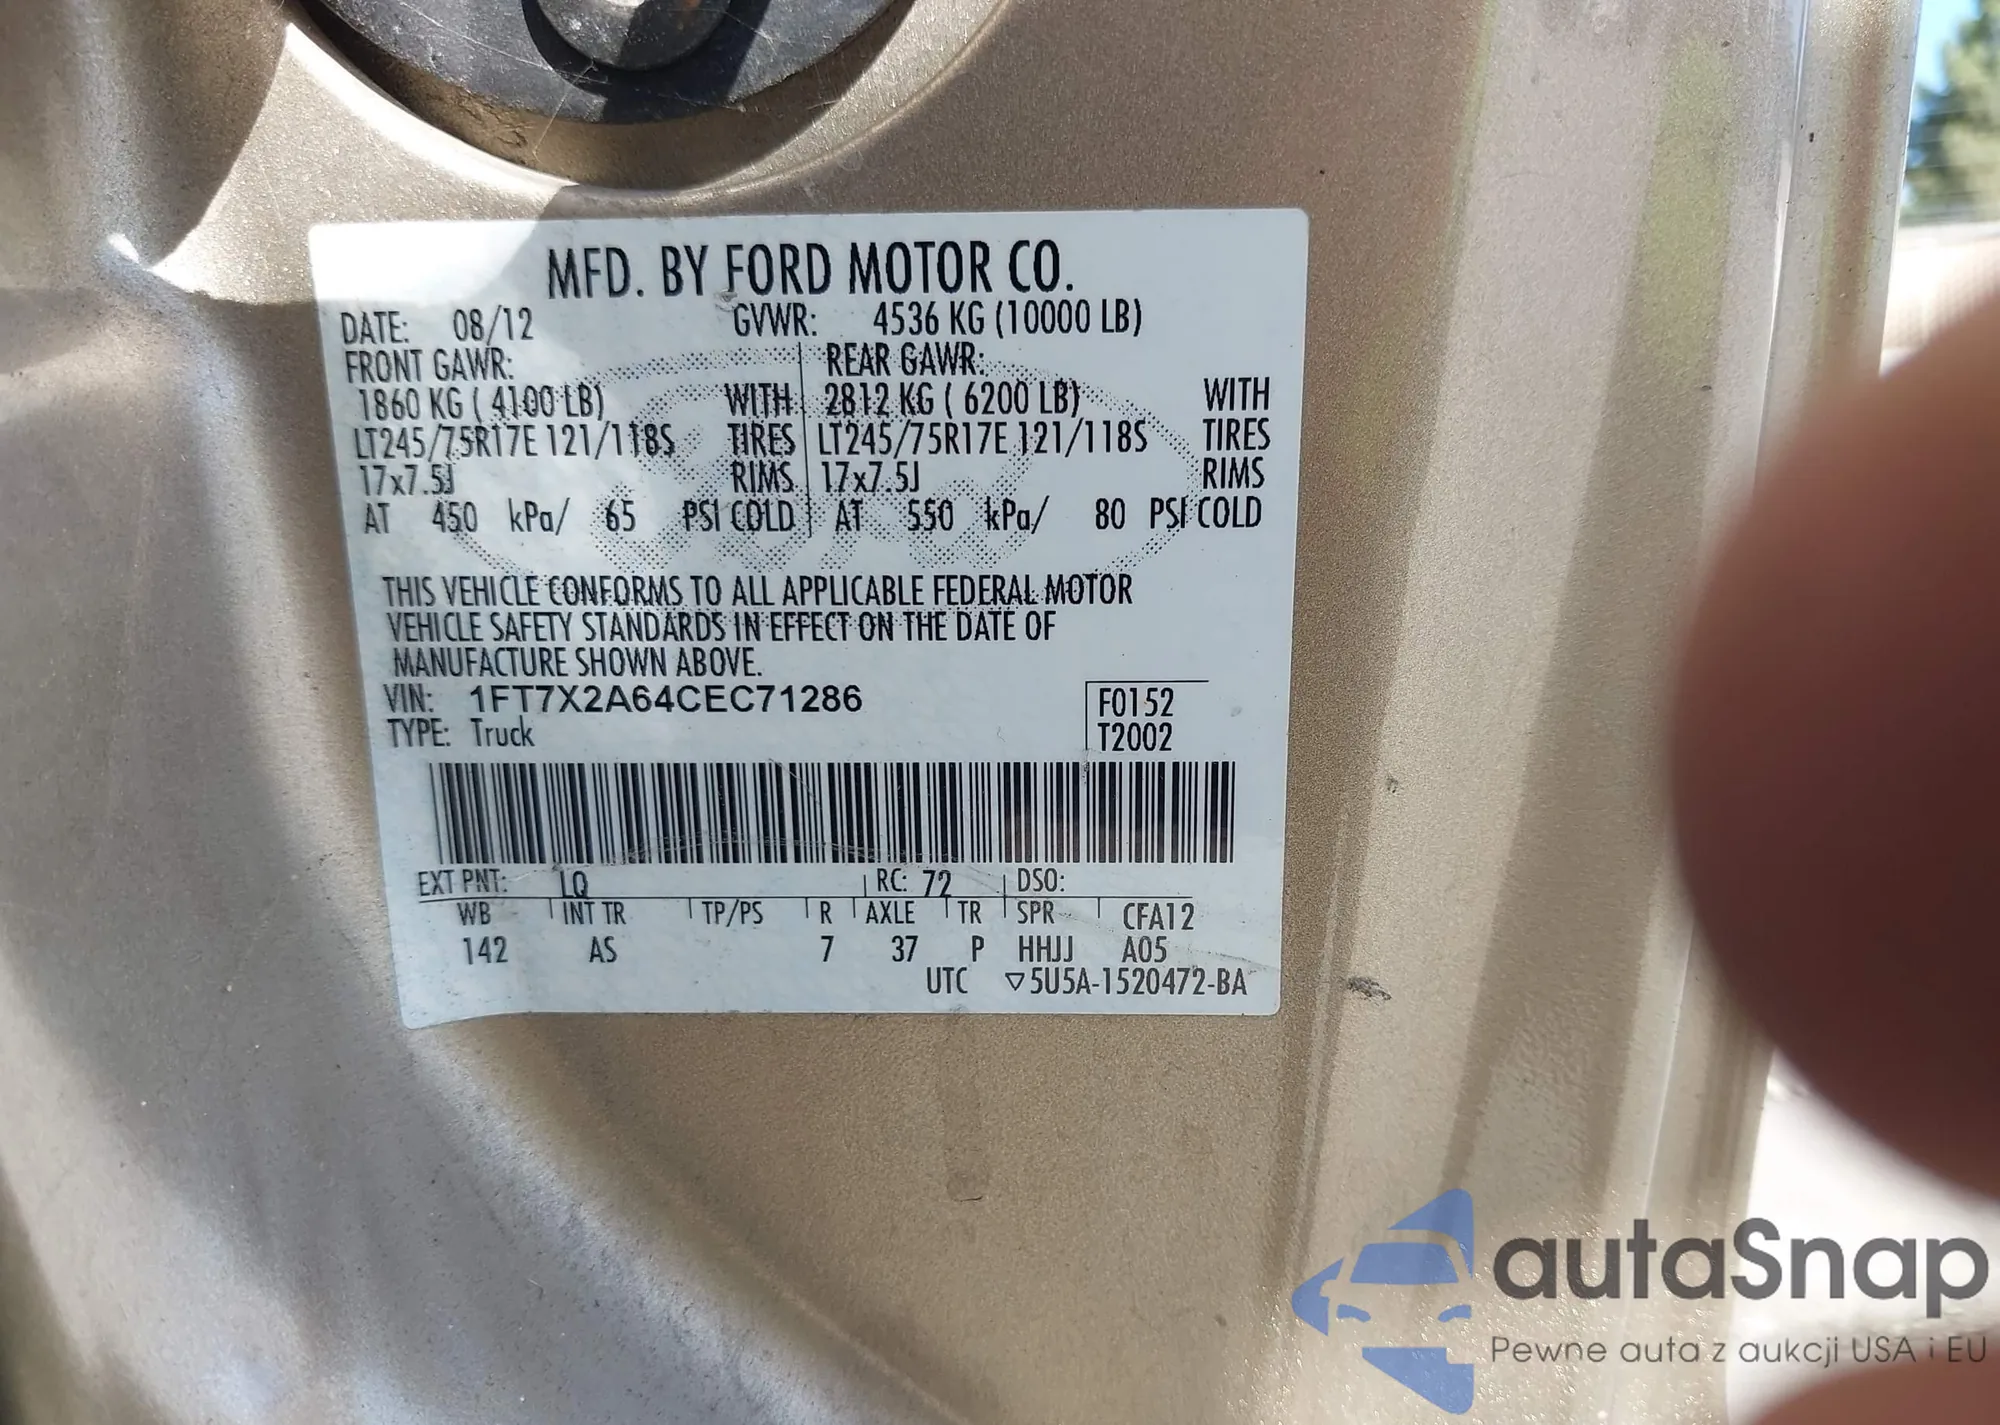 MFD. BY FORD MOTOR CO.
DATE: 08/12 GVWR: 4536 KG (10000 LB)
FRONT GAWR: REAR GAWR:
1860 KG ( 4100 LB) WITH 2812 KG ( 6200 LB) WITH
LT245/75R17E 121/118S TIRES LT245/75R17E 121/118S TIRES
17x7.5J RIMS 17x7.5J RIMS
AT 450 kPa/ 65 PSI COLD AT 550 kPa/ 80 PSI COLD
THIS VEHICLE CONFORMS TO ALL APPLICABLE FEDERAL MOTOR
VEHICLE SAFETY STANDARDS IN EFFECT ON THE DATE OF
MANUFACTURE SHOWN ABOVE.
VIN: 1FT7X2A64CEC71286 F0152
TYPE: Truck T2002
EXT PNT: LQ RC: 72 DSO:
WB INT TR TP/PS R AXLE TR SPR CFA12
142 AS 7 37 P HHJJ A05
UTC ▽5U5A-1520472-BA
autaSnap
Pewne auta z aukcji USA i EU